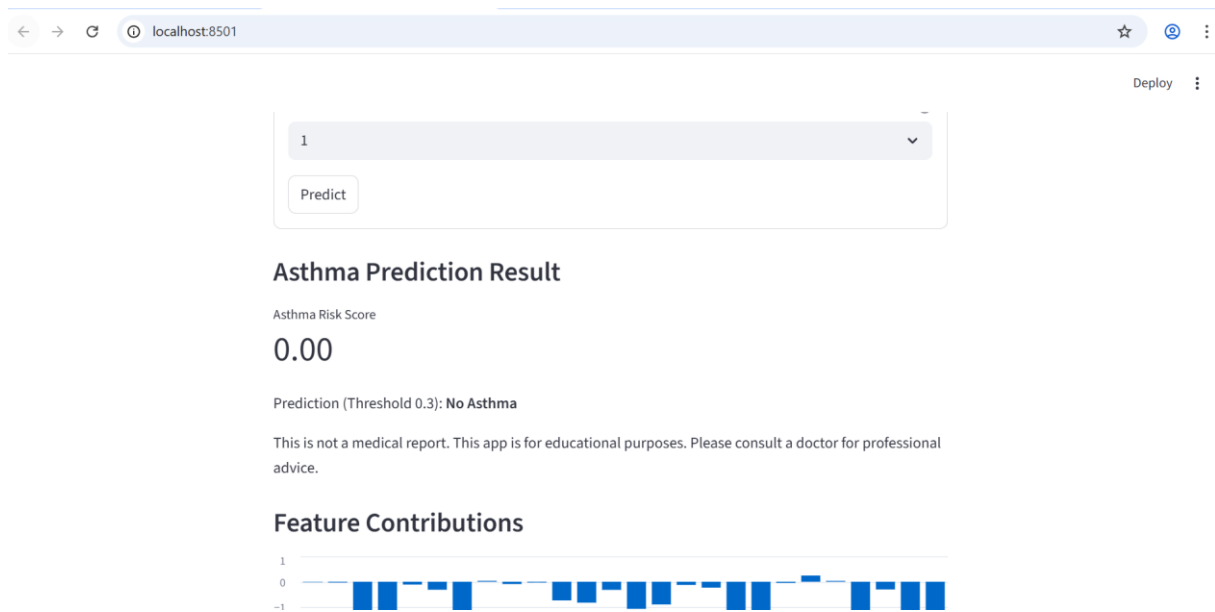 localhost:8501
Deploy
1
Predict
Asthma Prediction Result
Asthma Risk Score
0.00
Prediction (Threshold 0.3): No Asthma
This is not a medical report. This app is for educational purposes. Please consult a doctor for professional
advice.
Feature Contributions
1
0
-1